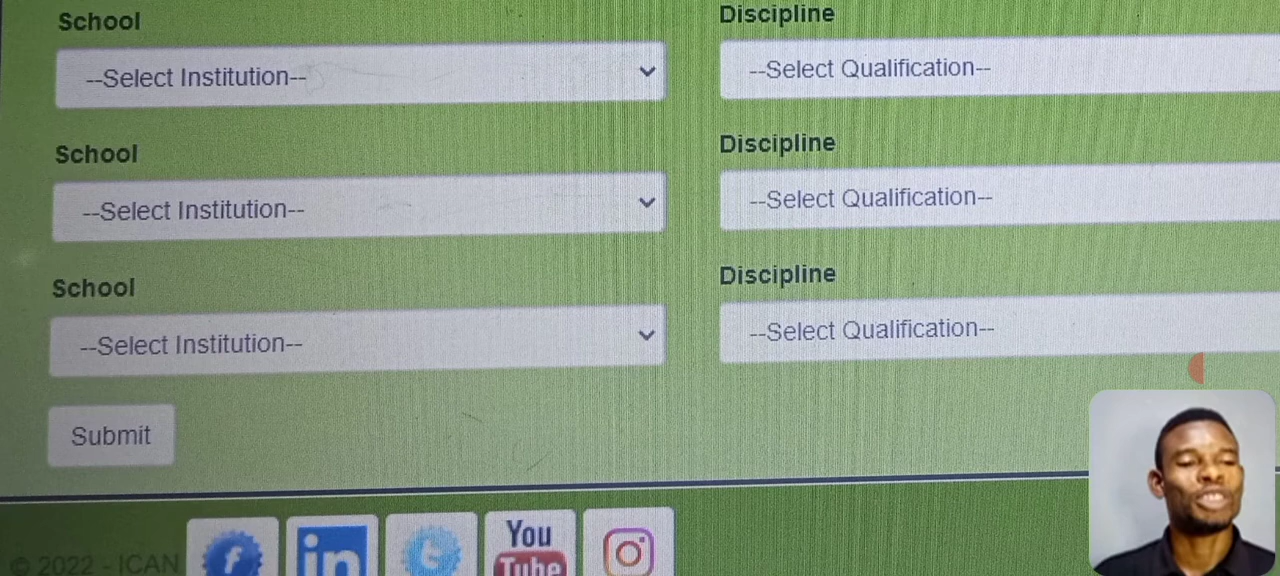 School
Discipline
--Select Institution--
--Select Qualification--
School
Discipline
--Select Institution--
--Select Qualification--
School
Discipline
--Select Institution--
--Select Qualification--
Submit
© 2022 - ICAN
f
in
t
You
Tube